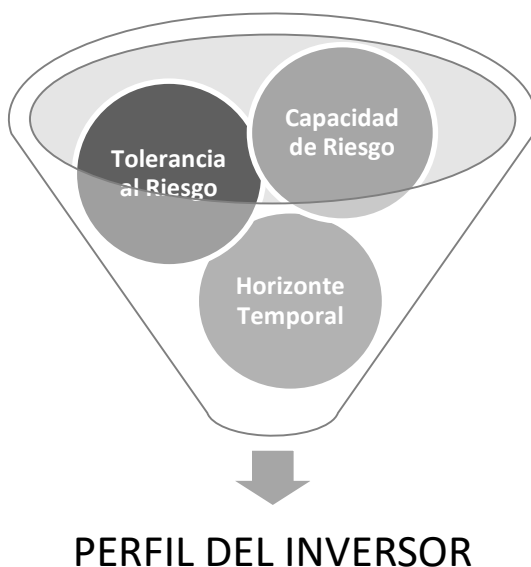 Tolerancia
al Riesgo
Capacidad
de Riesgo
Horizonte
Temporal
PERFIL DEL INVERSOR